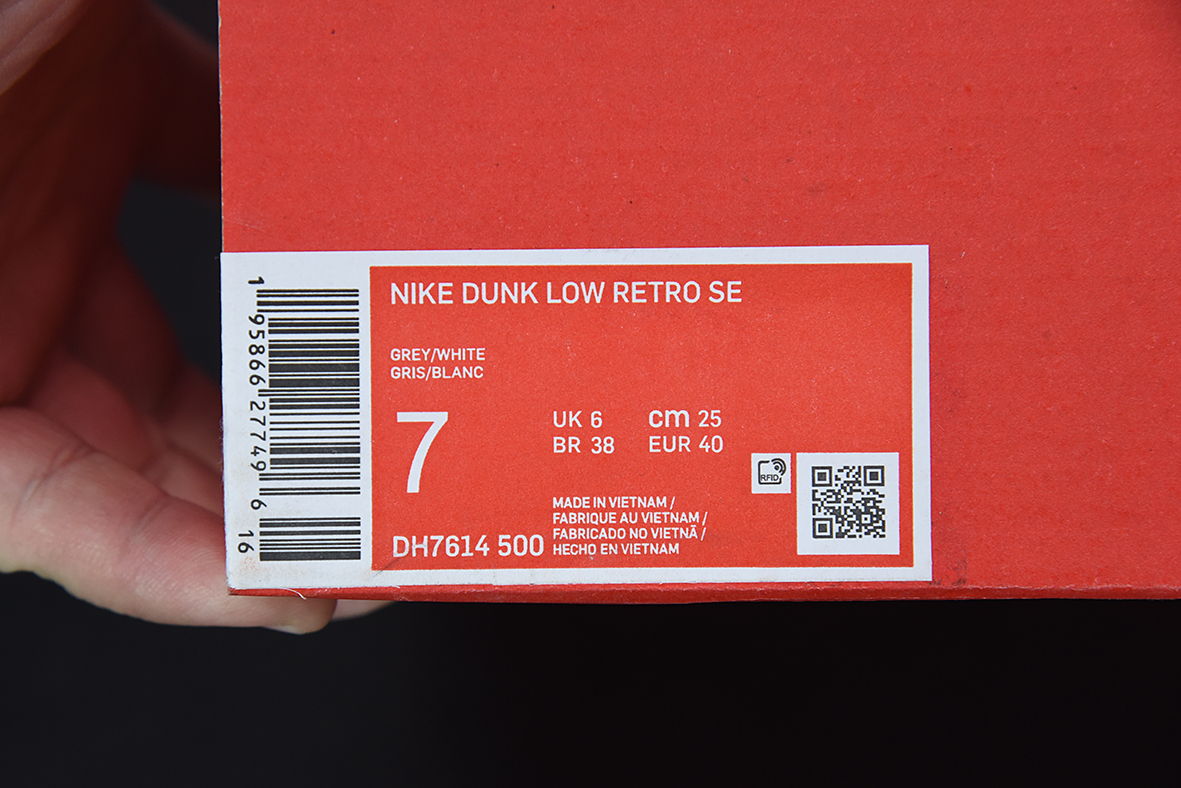 NIKE DUNK LOW RETRO SE
GREY/WHITE
GRIS/BLANC
7
UK 6 cm 25
BR 38 EUR 40
RFID
MADE IN VIETNAM /
FABRIQUE AU VIETNAM /
FABRICADO NO VIETNÃ /
HECHO EN VIETNAM
DH7614 500
1 95866 27749 6 16